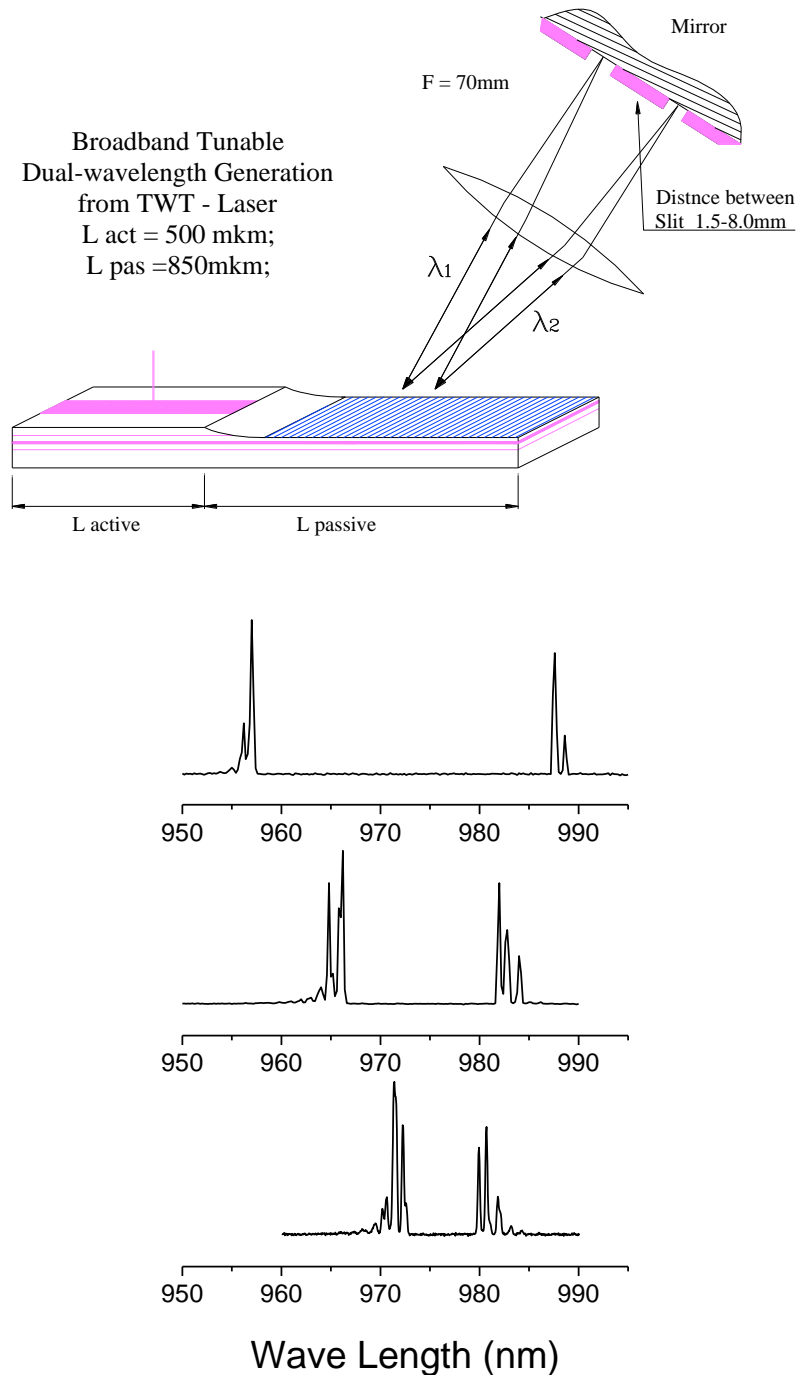 Mirror
F = 70mm
Broadband Tunable
Dual-wavelength Generation
from TWT - Laser
L act = 500 mkm;
L pas =850mkm;
Distnce between
Slit 1.5-8.0mm
λ1
λ2
L active
L passive
950 960 970 980 990
950 960 970 980 990
950 960 970 980 990
Wave Length (nm)